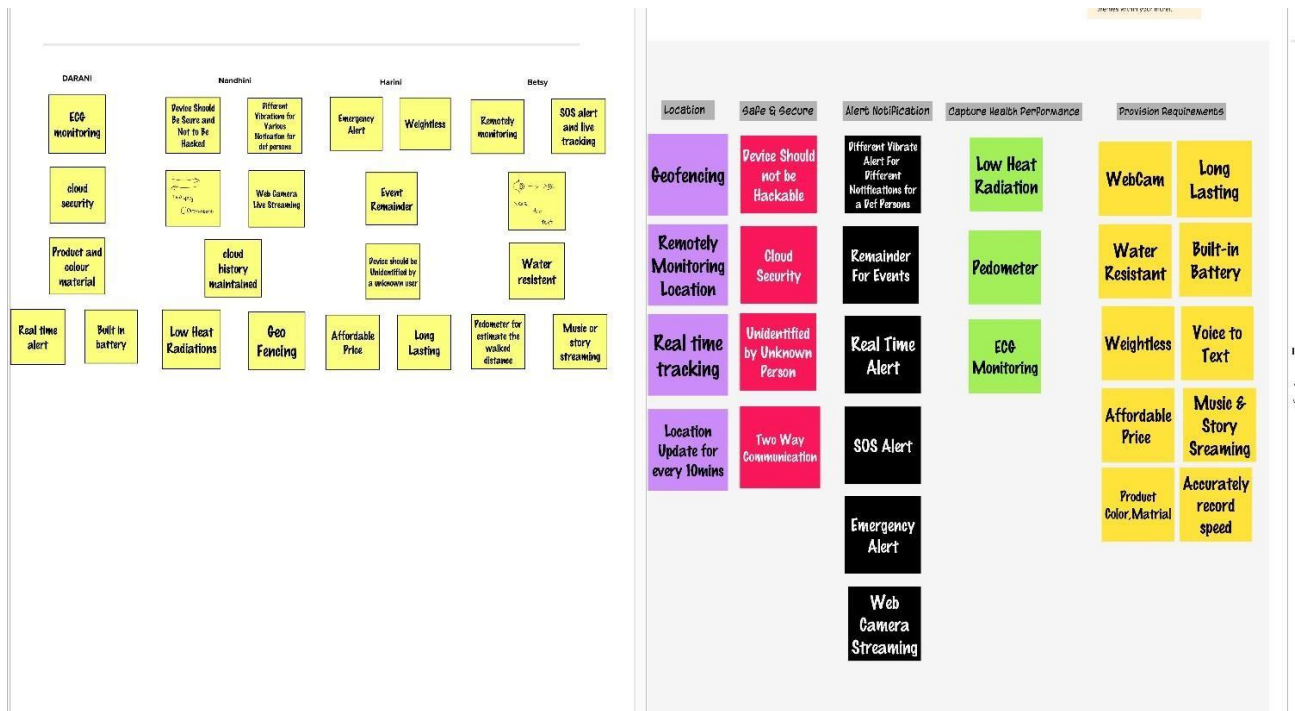 DARANI
Nandhini
Harini
Betsy
ECG
monitoring
Device Should
Be Scure and
Not to Be
Hacked
Different
Vibrations for
Various
for
def persons
Emergency
Alert
Weightless
Remotely
monitoring
SOS alert
and live
tracking
cloud
security
Web Camera
Live Streaming
Event
Remainder
Product and
colour
material
cloud
history
maintained
Device should be
Unidentified by
a unknown user
Water
resistent
Real time
alert
Built in
battery
Low Heat
Radiations
Geo
Fencing
Affordable
Price
Long
Lasting
Pedometer for
estimate the
walked
distance
Music or
story
streaming
Location
Safe & Secure
Alert Notification
Capture Health Performance
Provision Requirements
Geofencing
Remotely
Monitoring
Location
Real time
tracking
Location
Update for
every 10mins
Device Should
not be
Hackable
Cloud
Security
Unidentified
by Unknown
Person
Two Way
Communication
Different Vibrate
Alert For
Different
Notifications for
a Def Persons
Remainder
For Events
Real Time
Alert
SOS Alert
Emergency
Alert
Web
Camera
Streaming
Low Heat
Radiation
Pedometer
ECG
Monitoring
WebCam
Long
Lasting
Water
Resistant
Built-in
Battery
Weightless
Voice to
Text
Affordable
Price
Music &
Story
Sreaming
Product
Color,Matrial
Accurately
record
speed